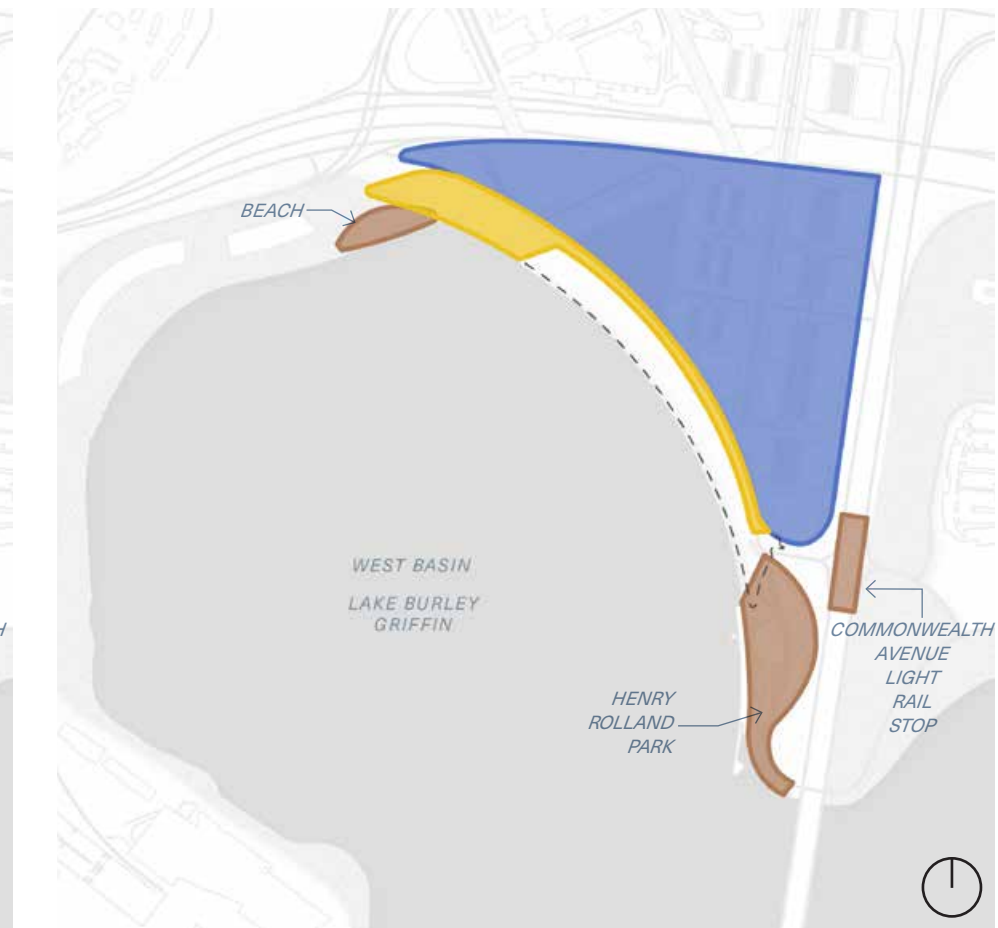 BEACH
WEST BASIN
LAKE BURLEY
GRIFFIN
H
COMMONWEALTH
AVENUE
LIGHT
RAIL
STOP
HENRY
ROLLAND
PARK